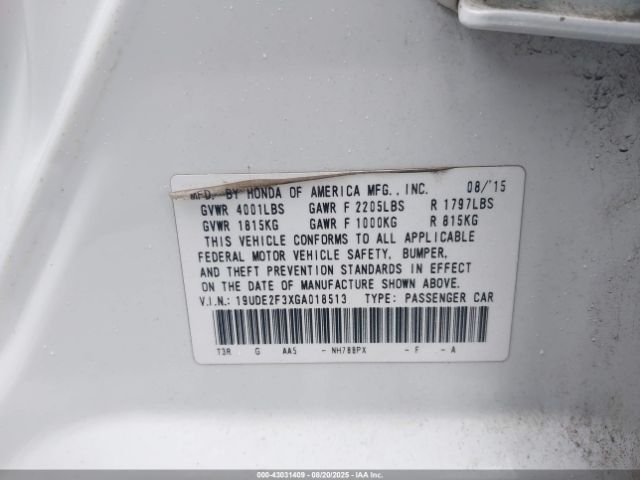 MFD. BY HONDA OF AMERICA MFG., INC. 08/'15
GVWR 4001LBS GAWR F 2205LBS R 1797LBS
GVWR 1815KG GAWR F 1000KG R 815KG
THIS VEHICLE CONFORMS TO ALL APPLICABLE
FEDERAL MOTOR VEHICLE SAFETY, BUMPER,
AND THEFT PREVENTION STANDARDS IN EFFECT
ON THE DATE OF MANUFACTURE SHOWN ABOVE.
V.I.N.: 19UDE2F3XGA018513 TYPE: PASSENGER CAR
T3R G AA5 - NH788PX - F - A
000-43031409 - 08/20/2025 - IAA Inc.